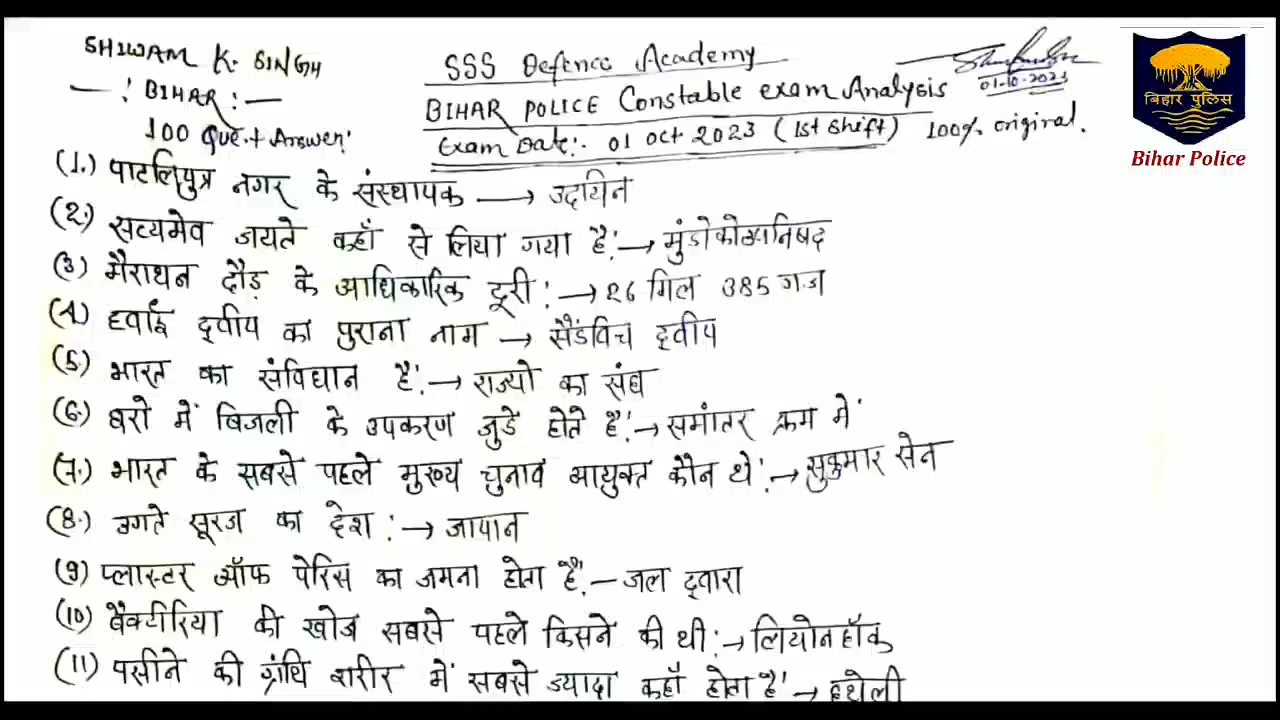 SHIWAM K. SINGH
—! BIHAR :—
100 Que.+ Answer:
SSS Defence Academy
BIHAR POLICE Constable exam Analysis
Exam Date:- 01 Oct 2023 (1st Shift) 100% original.
01-10-2023
बिहार पुलिस
Bihar Police
(1.) पाटलिपुत्र नगर के संस्थापक → उदयिन
(2.) सत्यमेव जयते कहाँ से लिया गया है:→ मुंडोकोपनिषद
(3) मैराथन दौड़ के आधिकारिक दूरी:→ 26 मिल 385 गज
(4.) हवाई द्वीप का पुराना नाम → सैंडविच द्वीप
(5.) भारत का संविधान है:→ राज्यो का संघ
(6.) घरो में बिजली के उपकरण जुडे होते है:→ समांतर क्रम में
(7.) भारत के सबसे पहले मुख्य चुनाव आयुक्त कौन थे:→ सुकुमार सेन
(8.) उगते सूरज का देश:→ जापान
(9) प्लास्टर ऑफ पेरिस का जमना होता है:— जल द्वारा
(10) बैक्टीरिया की खोज सबसे पहले किसने की थी:→ लियोनहॉक
(11) पसीने की ग्रंथि शरीर में सबसे ज्यादा कहाँ होता है→ हथेली